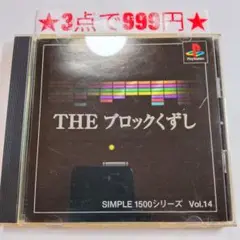 ★3点で999円★
PlayStation
THE ブロックくずし
SIMPLE 1500シリーズ Vol.14